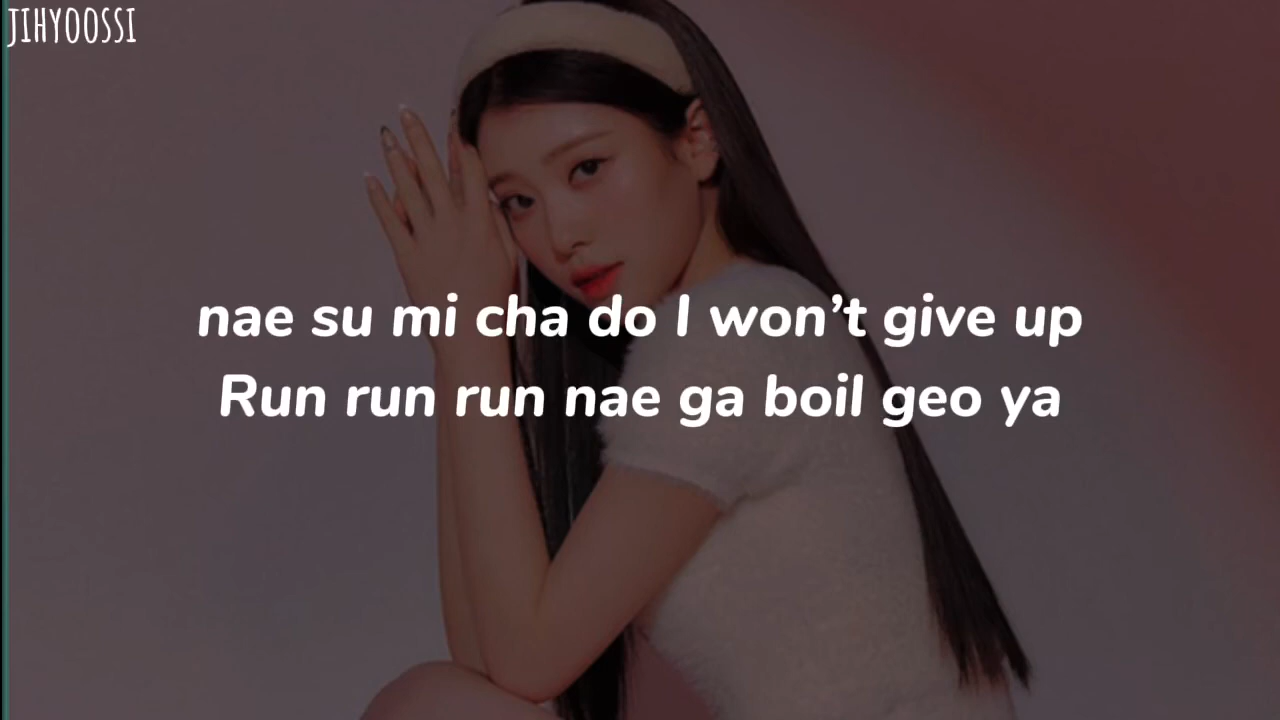 JIHYOOSSI
nae su mi cha do I won’t give up
Run run run nae ga boil geo ya